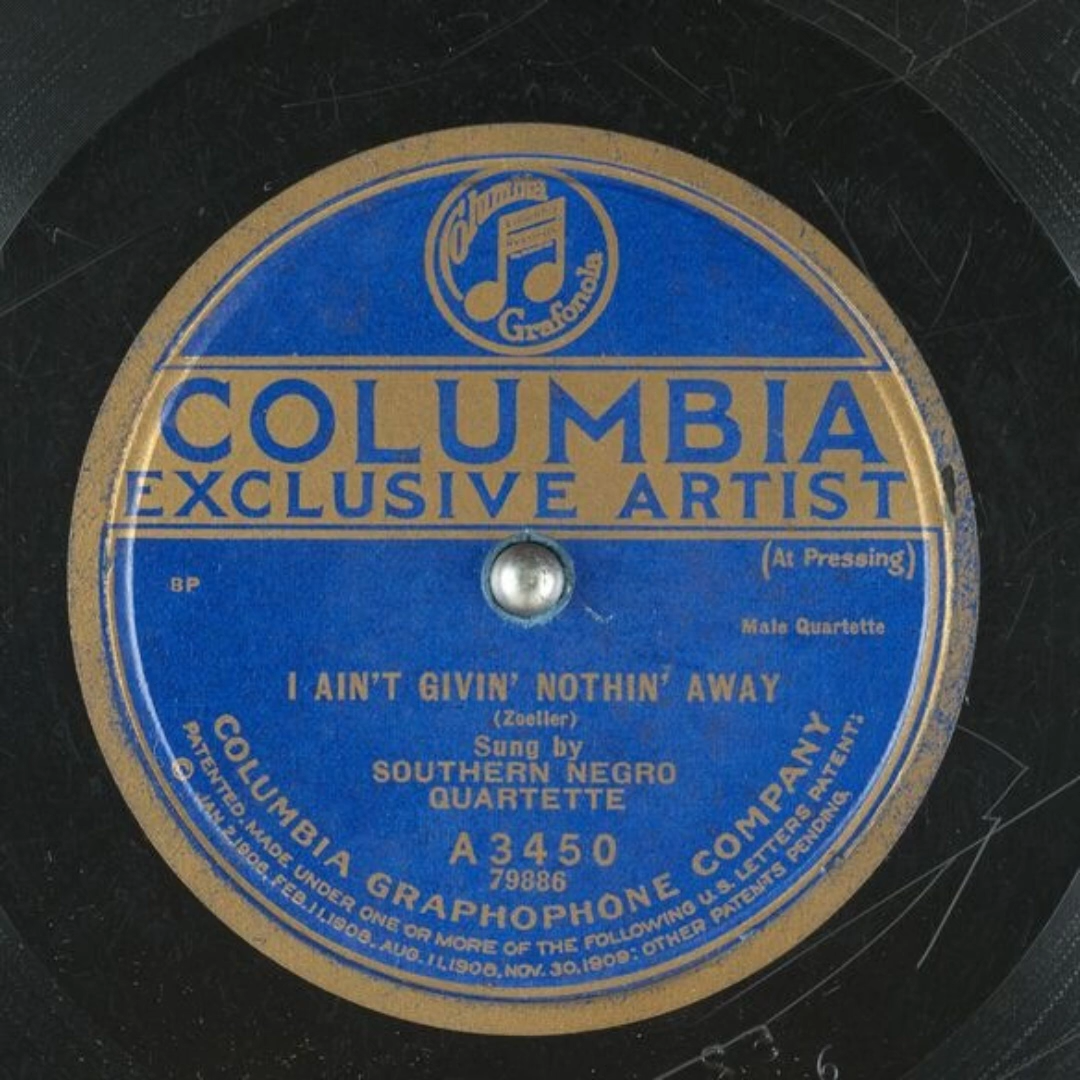 Columbia
Grafonola
COLUMBIA
EXCLUSIVE ARTIST
(At Pressing)
BP
Male Quartette
I AIN'T GIVIN' NOTHIN' AWAY
(Zoeller)
Sung by
SOUTHERN NEGRO
QUARTETTE
A3450
79886
COLUMBIA GRAPHOPHONE COMPANY
PATENTED. MADE UNDER ONE OR MORE OF THE FOLLOWING U.S. LETTERS PATENT:
© JAN. 2, 1906, FEB. 11, 1908, AUG. 11, 1908, NOV. 30, 1909: OTHER PATENTS PENDING.